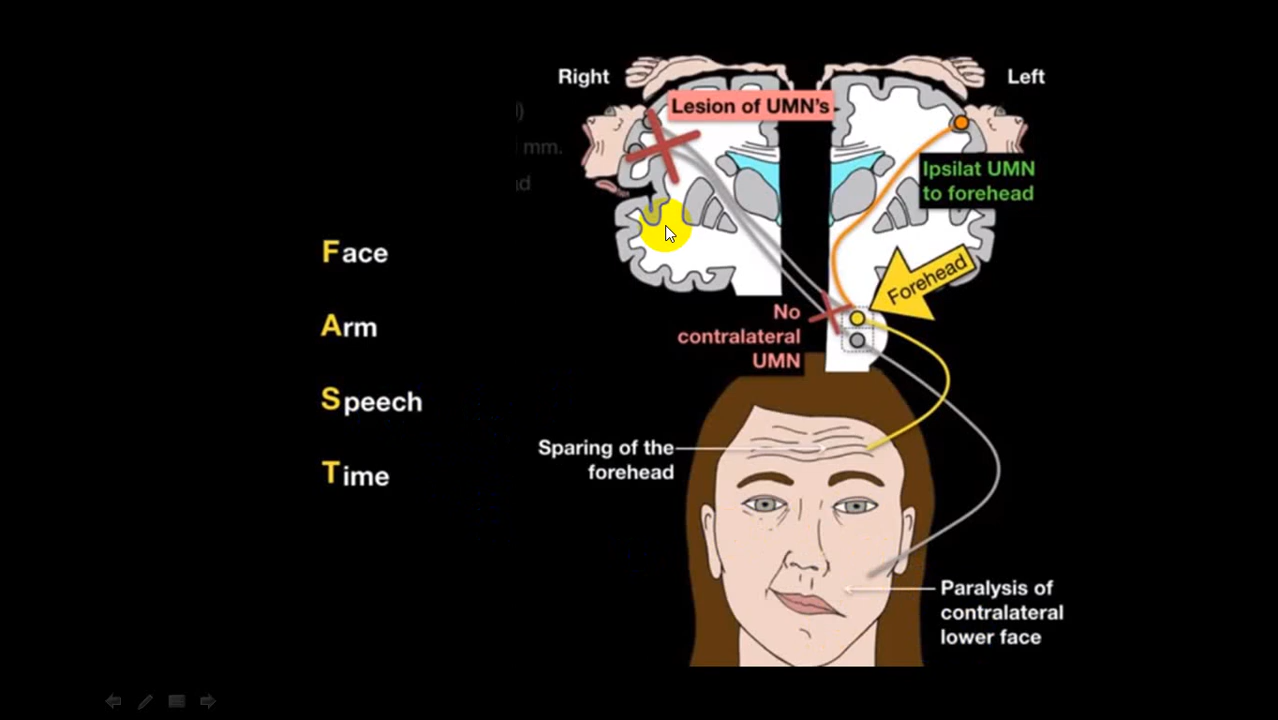 Right
Left
Lesion of UMN's
)
mm.
Ipsilat UMN
to forehead
Face
Arm
Speech
Time
Forehead
No
contralateral
UMN
Sparing of the
forehead
Paralysis of
contralateral
lower face